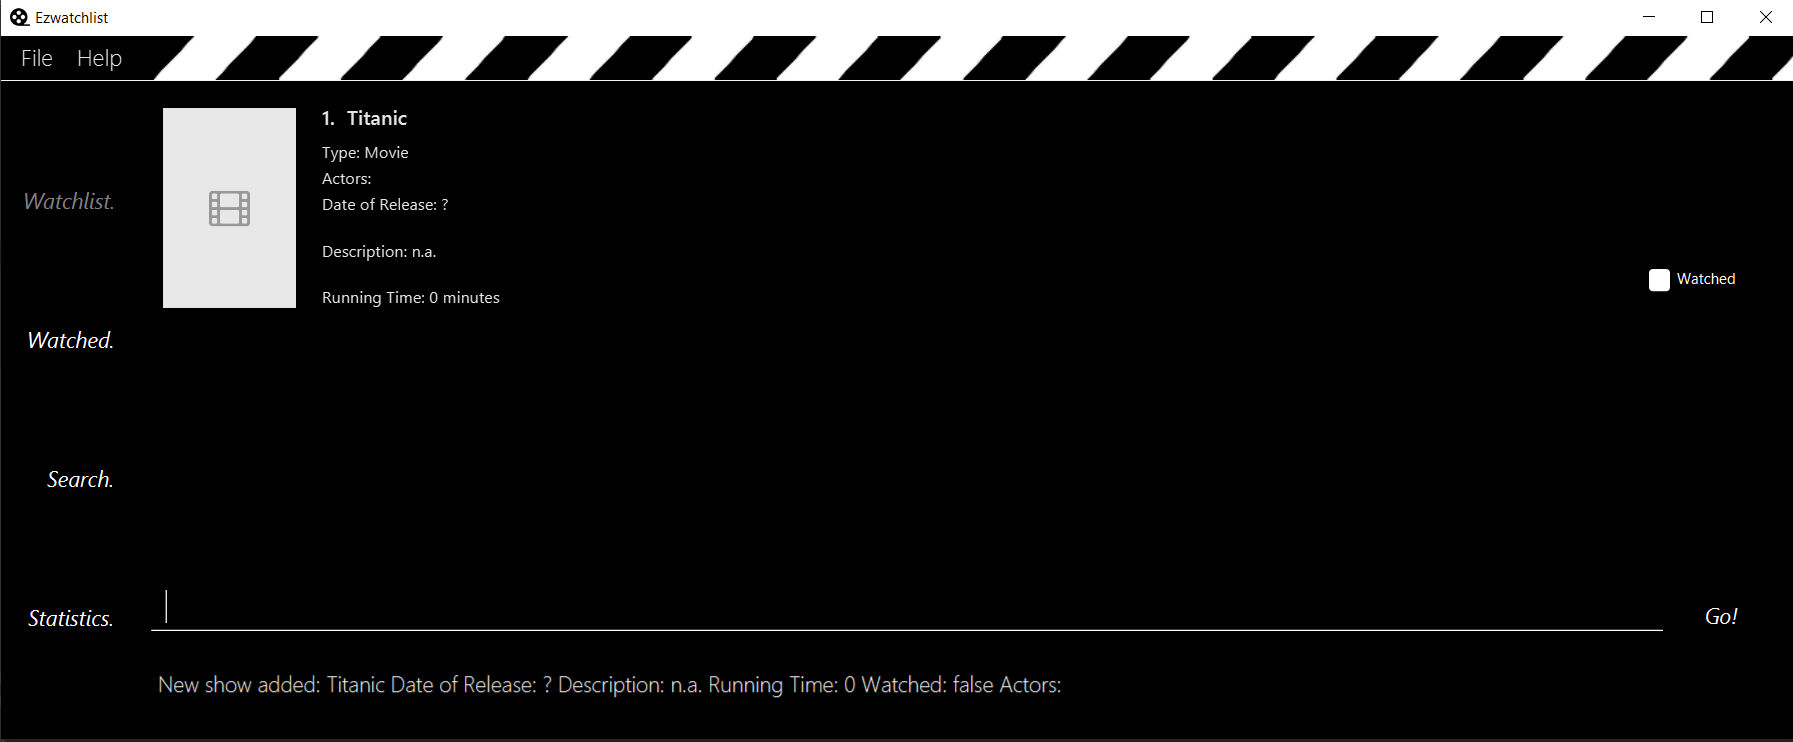 Ezwatchlist
File Help
1. Titanic
Type: Movie
Actors:
Date of Release: ?
Description: n.a.
Running Time: 0 minutes
Watched
Watchlist.
Watched.
Search.
Statistics.
Go!
New show added: Titanic Date of Release: ? Description: n.a. Running Time: 0 Watched: false Actors: